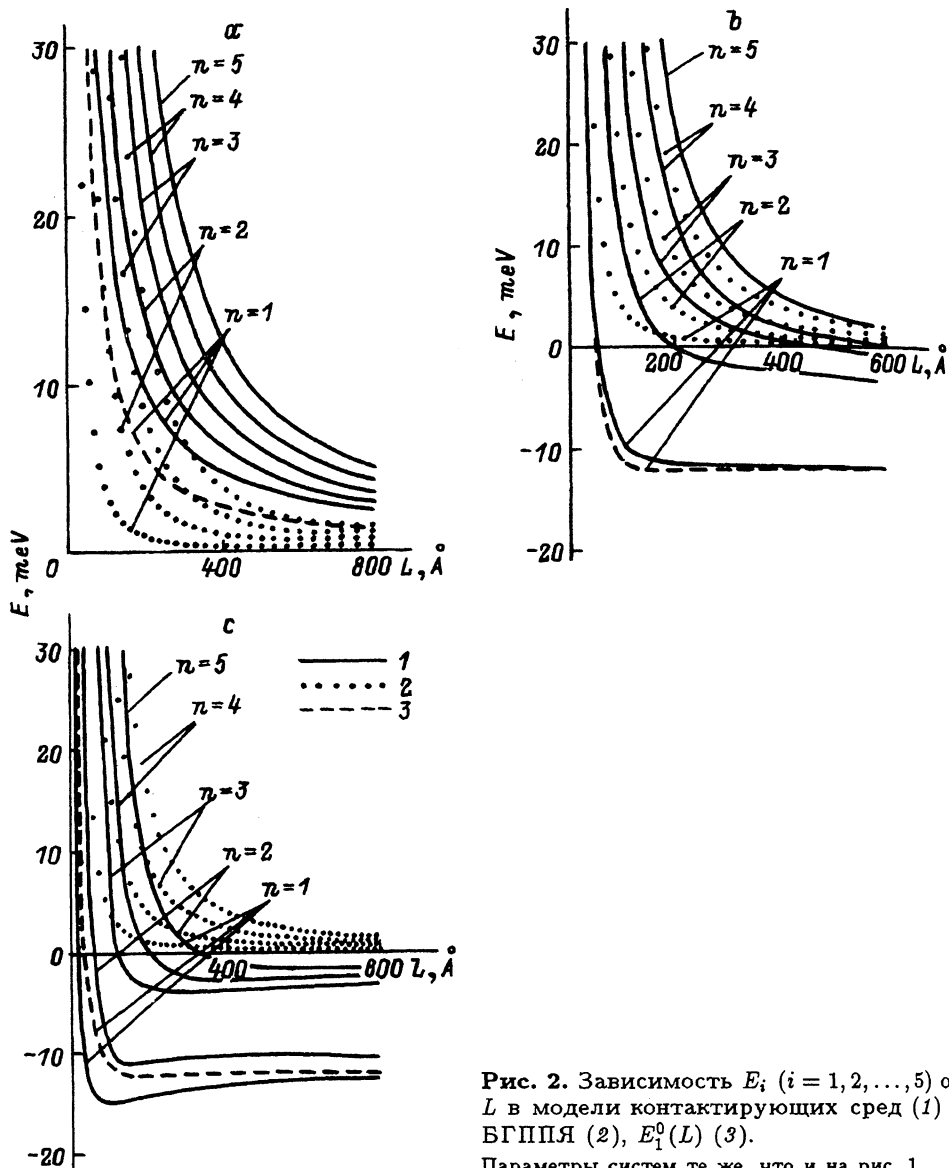 a
30
20
10
0
E, meV
400
800 L, Å
n=5
n=4
n=3
n=2
n=1
b
30
20
10
0
-10
-20
E, meV
200
400
600 L, Å
n=5
n=4
n=3
n=2
n=1
c
30
20
10
0
-10
-20
400
800 L, Å
n=5
n=4
n=3
n=2
n=1
1
2
3
Рис. 2. Зависимость E_i (i = 1, 2, ..., 5) о
L в модели контактирующих сред (1)
БГППЯ (2), E_1^0(L) (3).
Параметры систем те же, что и на рис. 1